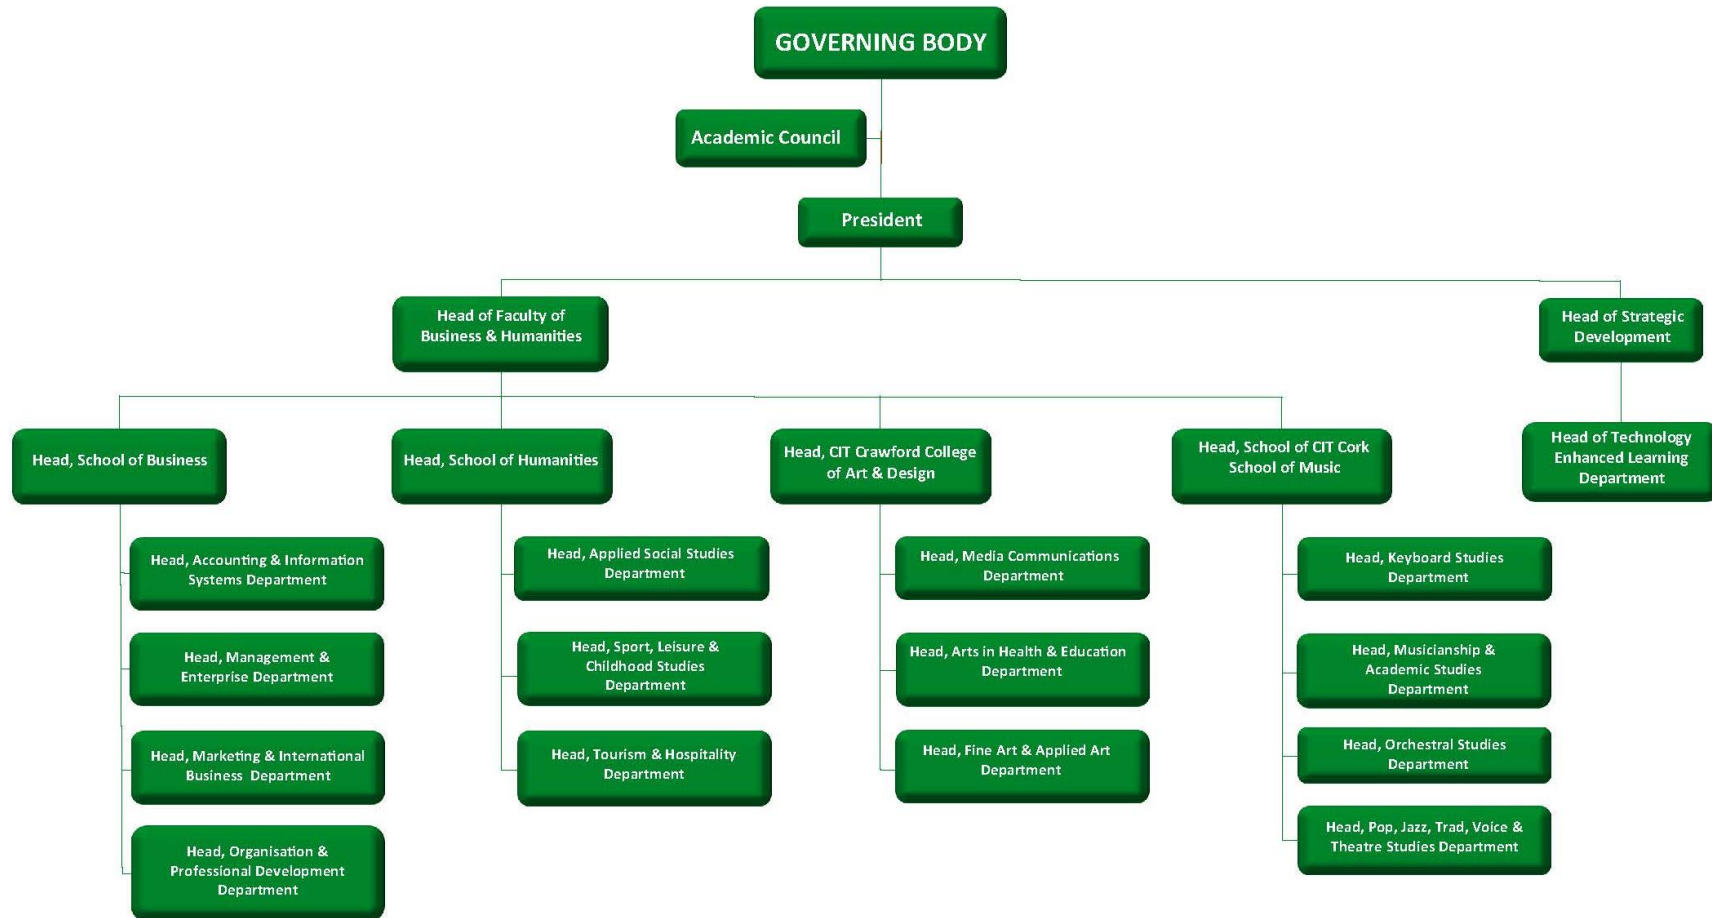 GOVERNING BODY
Academic Council
President
Head of Faculty of
Business & Humanities
Head of Strategic
Development
Head, School of Business
Head, School of Humanities
Head, CIT Crawford College
of Art & Design
Head, School of CIT Cork
School of Music
Head of Technology
Enhanced Learning
Department
Head, Accounting & Information
Systems Department
Head, Management &
Enterprise Department
Head, Marketing & International
Business Department
Head, Organisation &
Professional Development
Department
Head, Applied Social Studies
Department
Head, Sport, Leisure &
Childhood Studies
Department
Head, Tourism & Hospitality
Department
Head, Media Communications
Department
Head, Arts in Health & Education
Department
Head, Fine Art & Applied Art
Department
Head, Keyboard Studies
Department
Head, Musicianship &
Academic Studies
Department
Head, Orchestral Studies
Department
Head, Pop, Jazz, Trad, Voice &
Theatre Studies Department